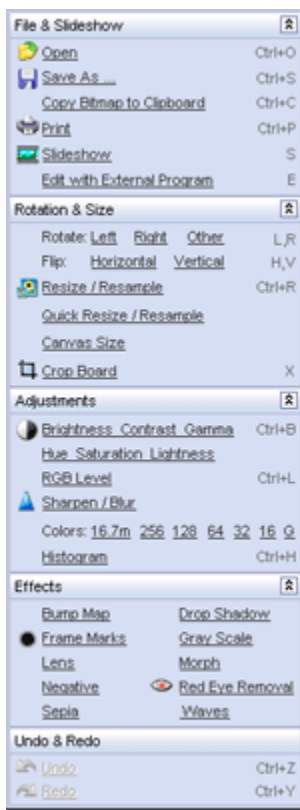 File & Slideshow
Open Ctrl+O
Save As ... Ctrl+S
Copy Bitmap to Clipboard Ctrl+C
Print Ctrl+P
Slideshow S
Edit with External Program E
Rotation & Size
Rotate: Left Right Other L,R
Flip: Horizontal Vertical H,V
Resize / Resample Ctrl+R
Quick Resize / Resample
Canvas Size
Crop Board X
Adjustments
Brightness Contrast Gamma Ctrl+B
Hue Saturation Lightness
RGB Level Ctrl+L
Sharpen / Blur
Colors: 16.7m 256 128 64 32 16 G
Histogram Ctrl+H
Effects
Bump Map Drop Shadow
Frame Marks Gray Scale
Lens Morph
Negative Red Eye Removal
Sepia Waves
Undo & Redo
Undo Ctrl+Z
Redo Ctrl+Y